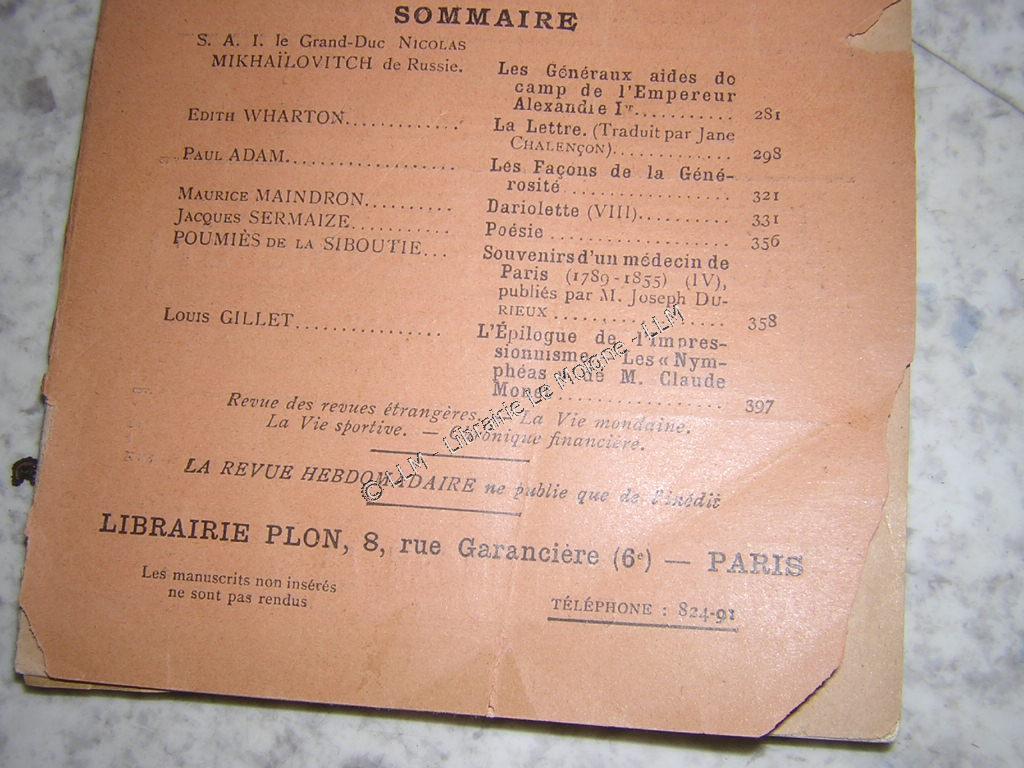 SOMMAIRE
S. A. I. le Grand-Duc NICOLAS
MIKHAÏLOVITCH de Russie.
Les Généraux aides de
camp de l'Empereur
Alexandre Ier............ 281
EDITH WHARTON............
La Lettre. (Traduit par JANE
CHALENÇON)............. 298
PAUL ADAM..................
Les Façons de la Géné-
rosité.................. 321
MAURICE MAINDRON..........
Dariolette (VIII)......... 331
JACQUES SERMAIZE...........
Poésie.................... 356
POUMIÈS DE LA SIBOUTIE...
Souvenirs d'un médecin de
Paris (1789-1855) (IV),
publiés par M. Joseph DU-
RIEUX.................. 358
LOUIS GILLET................
L'Épilogue de l'impres-
sionnisme. Les « Nym-
phéas » de M. Claude
Monet.................. 397
Revue des revues étrangères. — La Vie mondaine.
La Vie sportive. — Chronique financière.
LA REVUE HEBDOMADAIRE ne publie que de l'inédit
LIBRAIRIE PLON, 8, rue Garancière (6e) — PARIS
Les manuscrits non insérés
ne sont pas rendus
TÉLÉPHONE : 824-91
© LLM - Librairie Le Moigne - LLM